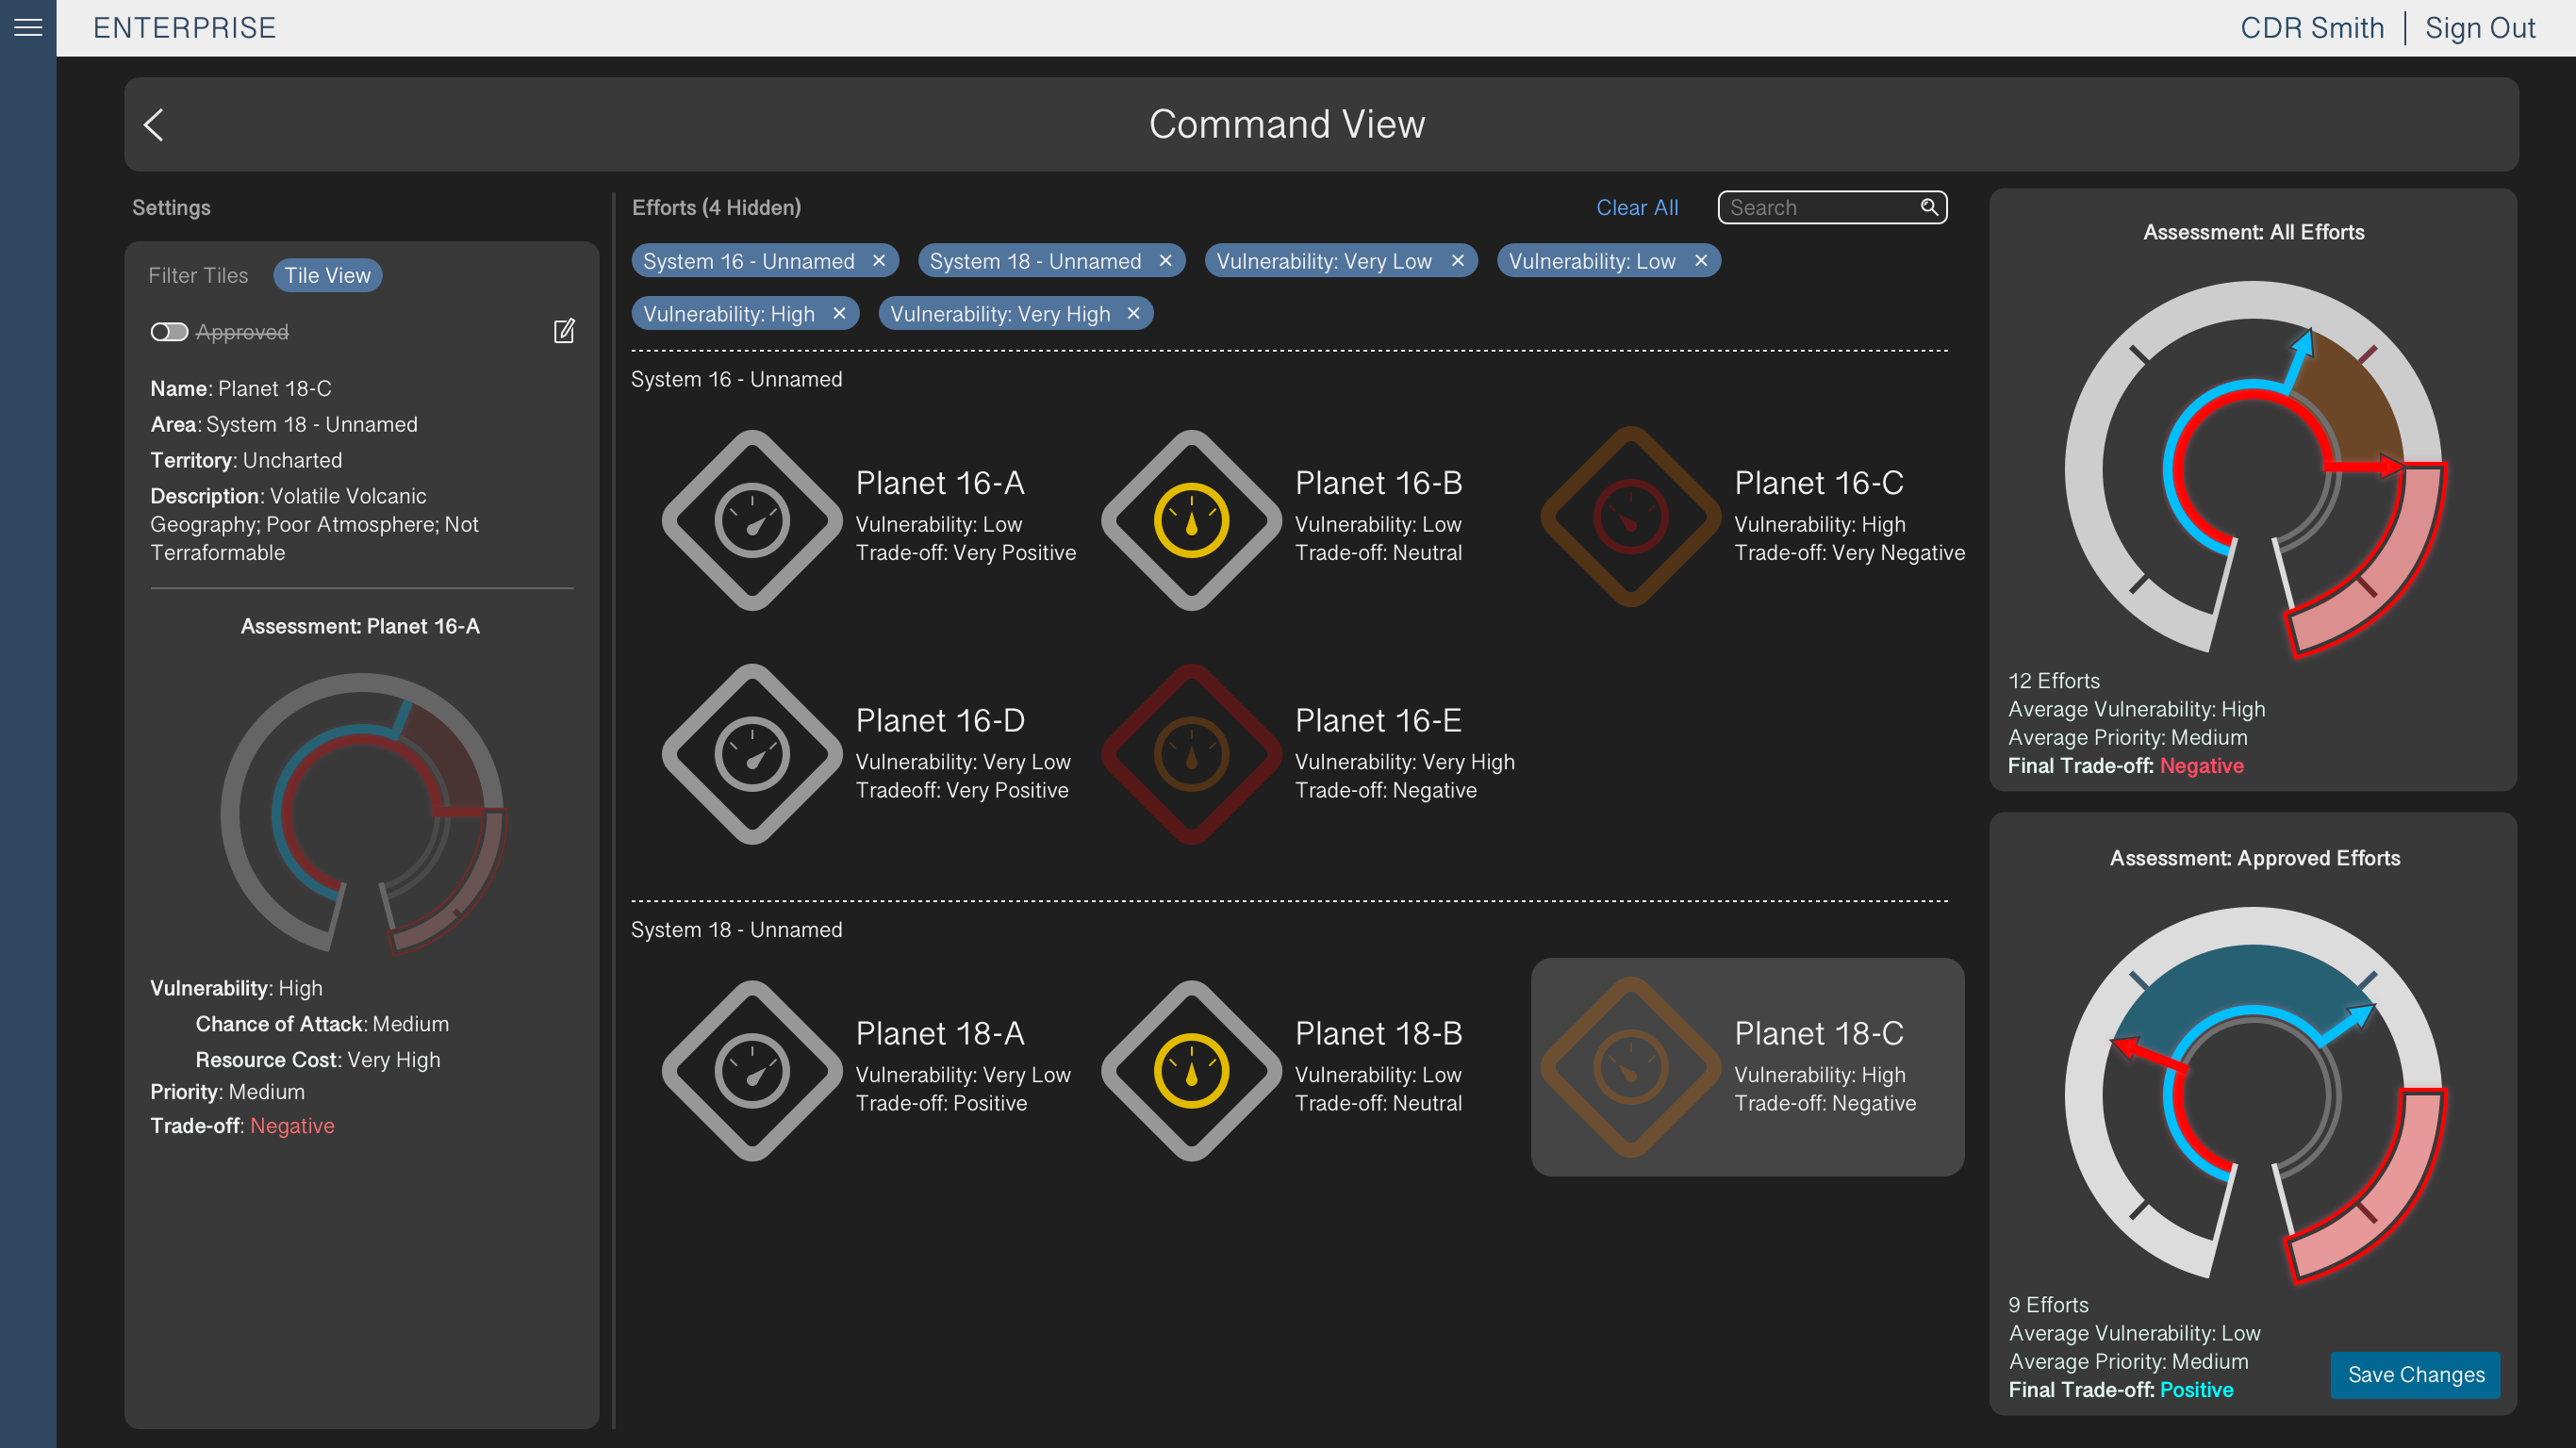 ENTERPRISE
CDR Smith
Sign Out
Command View
Settings
Filter Tiles
Tile View
Approved
Name: Planet 18-C
Area: System 18 - Unnamed
Territory: Uncharted
Description: Volatile Volcanic
Geography; Poor Atmosphere; Not
Terraformable
Assessment: Planet 16-A
Vulnerability: High
Chance of Attack: Medium
Resource Cost: Very High
Priority: Medium
Trade-off: Negative
Efforts (4 Hidden)
Clear All
Search
System 16 - Unnamed
System 18 - Unnamed
Vulnerability: Very Low
Vulnerability: Low
Vulnerability: High
Vulnerability: Very High
System 16 - Unnamed
Planet 16-A
Vulnerability: Low
Trade-off: Very Positive
Planet 16-B
Vulnerability: Low
Trade-off: Neutral
Planet 16-C
Vulnerability: High
Trade-off: Very Negative
Planet 16-D
Vulnerability: Very Low
Tradeoff: Very Positive
Planet 16-E
Vulnerability: Very High
Trade-off: Negative
System 18 - Unnamed
Planet 18-A
Vulnerability: Very Low
Trade-off: Positive
Planet 18-B
Vulnerability: Low
Trade-off: Neutral
Planet 18-C
Vulnerability: High
Trade-off: Negative
Assessment: All Efforts
12 Efforts
Average Vulnerability: High
Average Priority: Medium
Final Trade-off: Negative
Assessment: Approved Efforts
9 Efforts
Average Vulnerability: Low
Average Priority: Medium
Final Trade-off: Positive
Save Changes